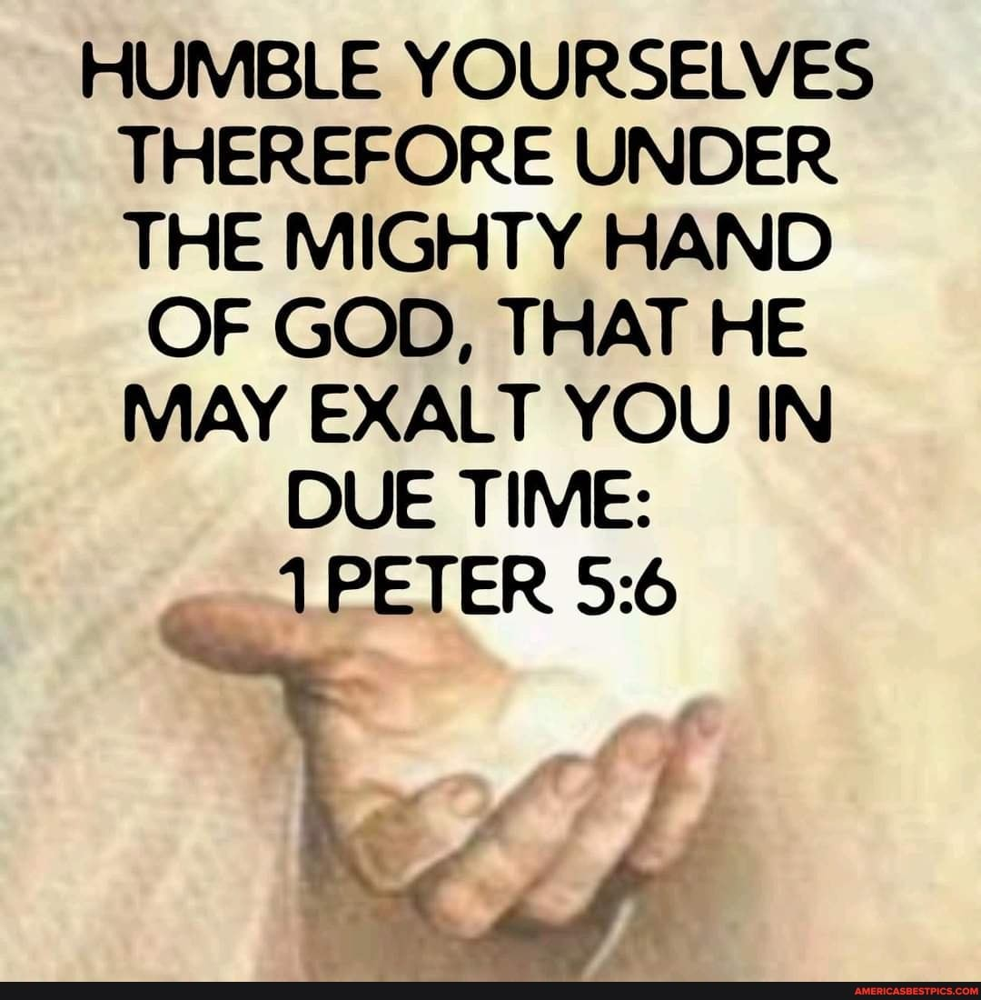 HUMBLE YOURSELVES
THEREFORE UNDER
THE MIGHTY HAND
OF GOD, THAT HE
MAY EXALT YOU IN
DUE TIME:
1 PETER 5:6
AMERICASBESTPICS.COM